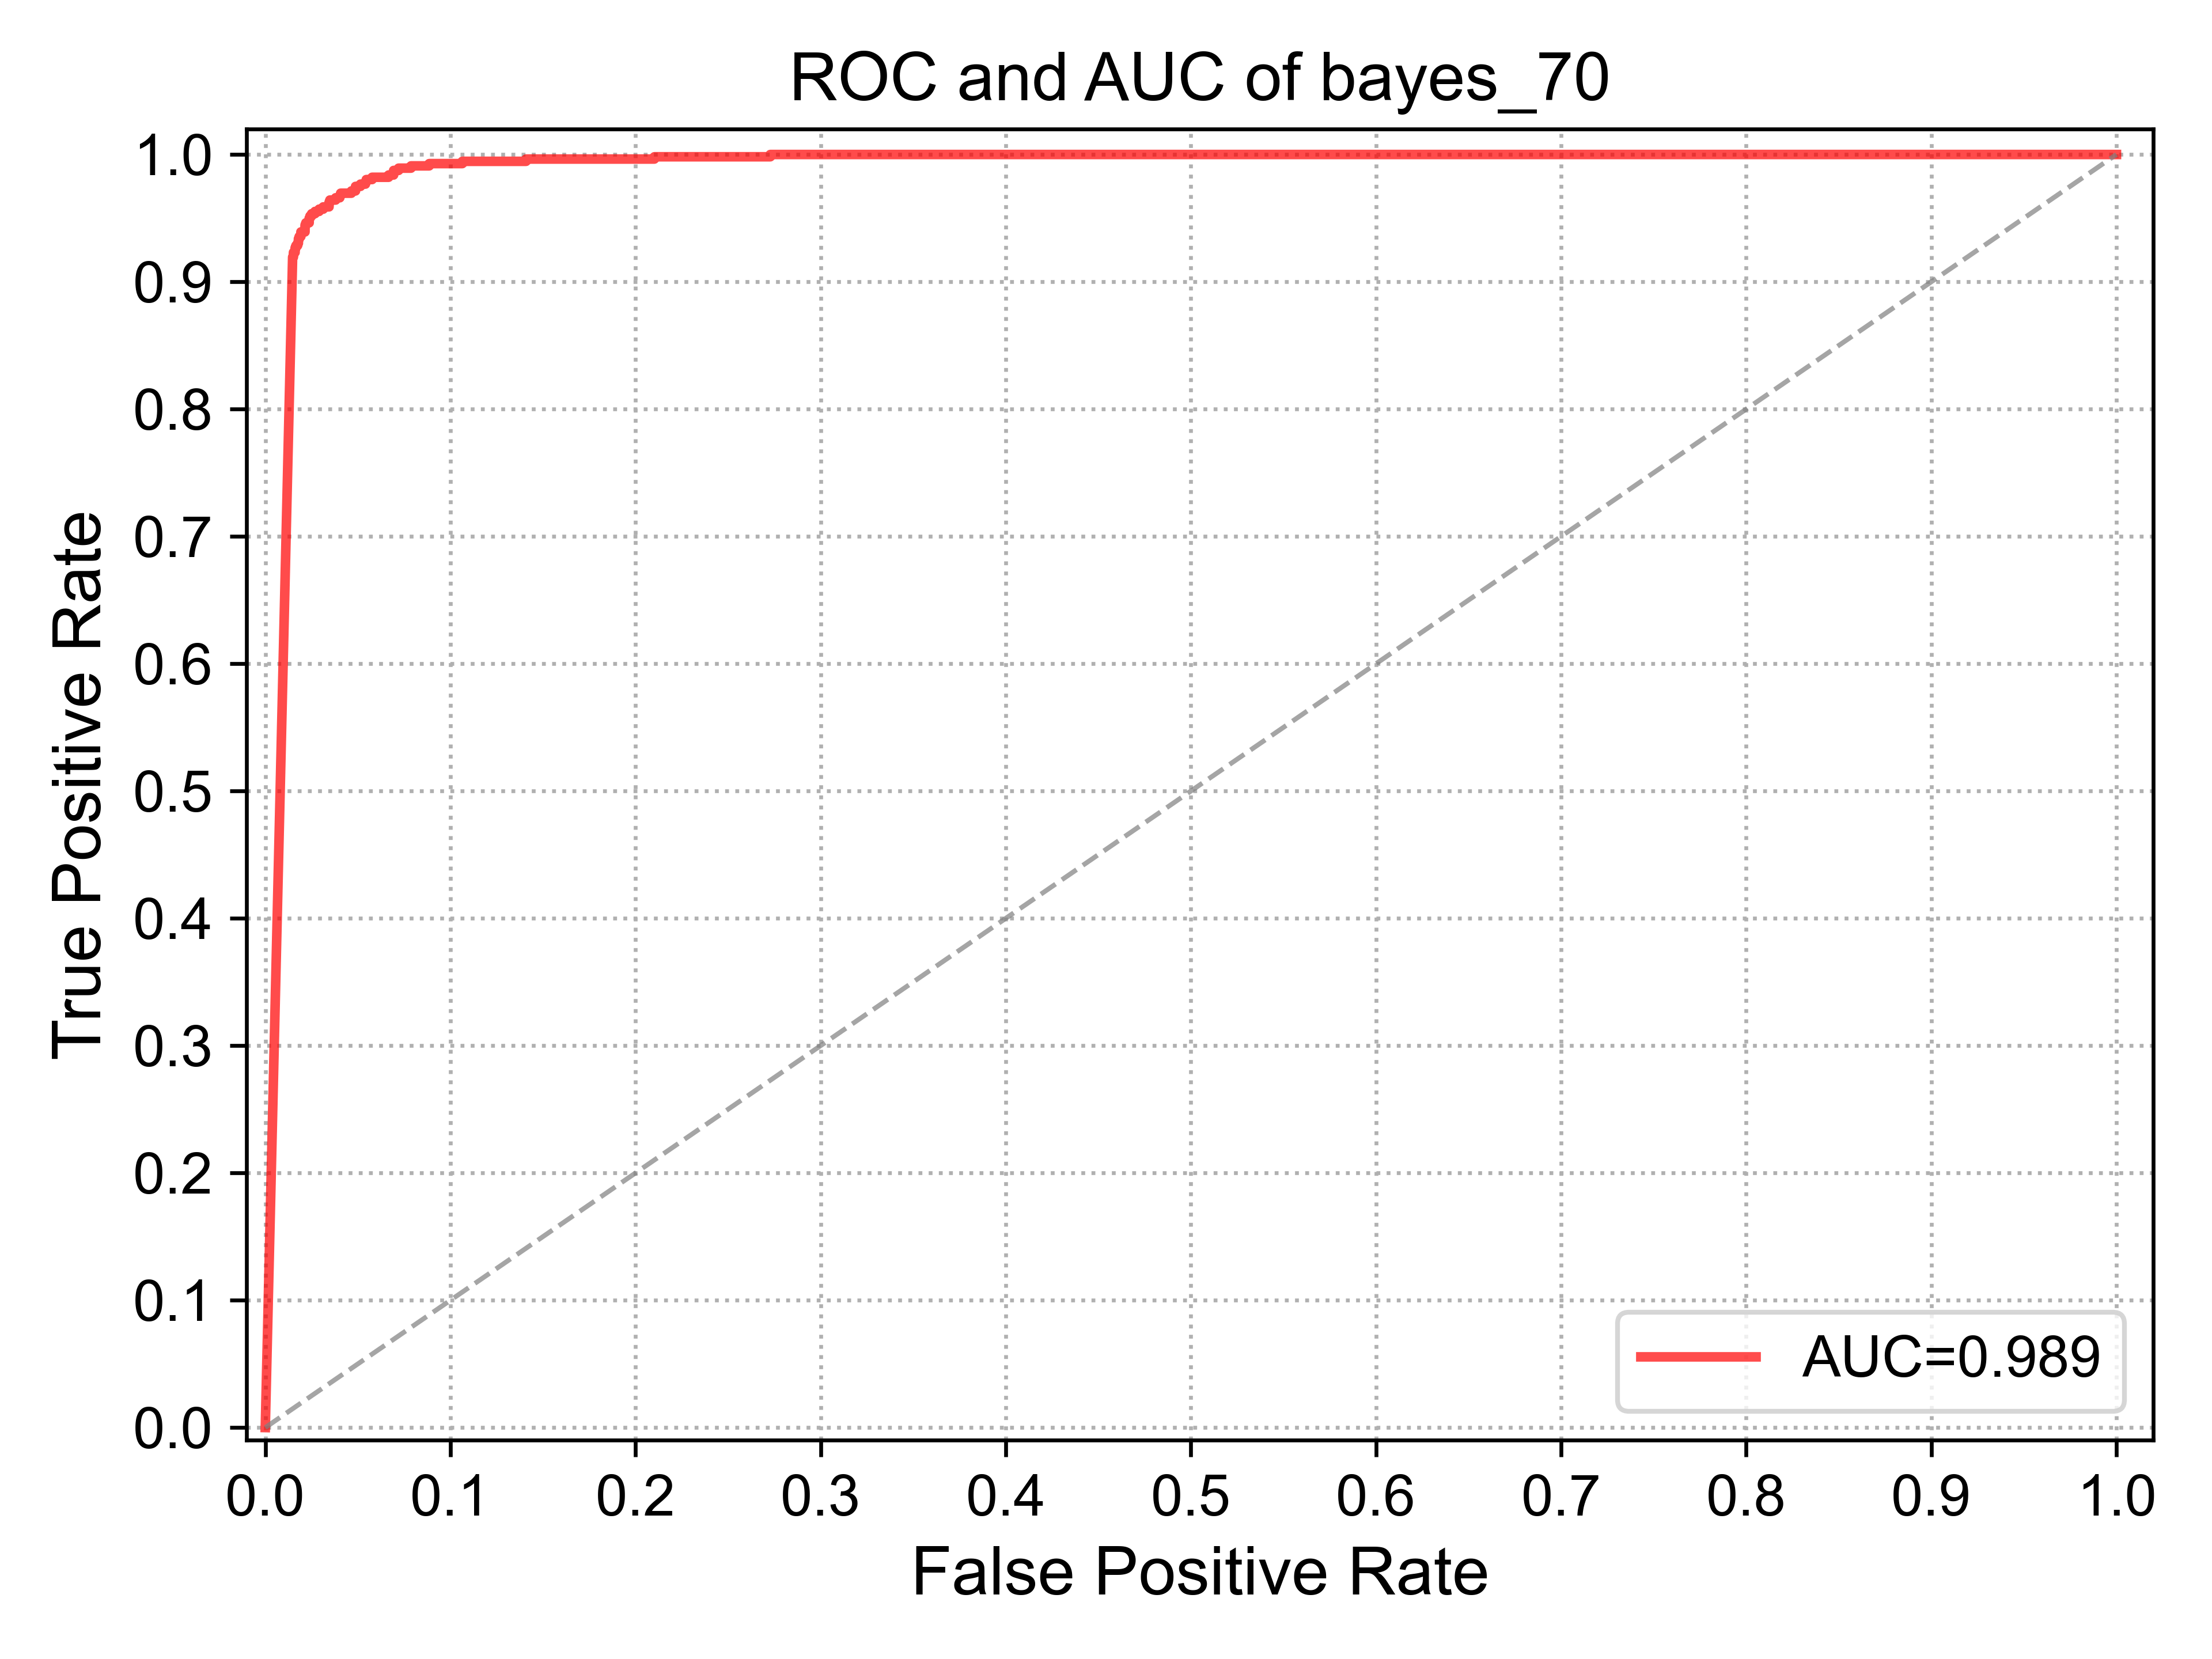 ROC and AUC of bayes_70
True Positive Rate
1.0
0.9
0.8
0.7
0.6
0.5
0.4
0.3
0.2
0.1
0.0
AUC=0.989
0.0 0.1 0.2 0.3 0.4 0.5 0.6 0.7 0.8 0.9 1.0
False Positive Rate